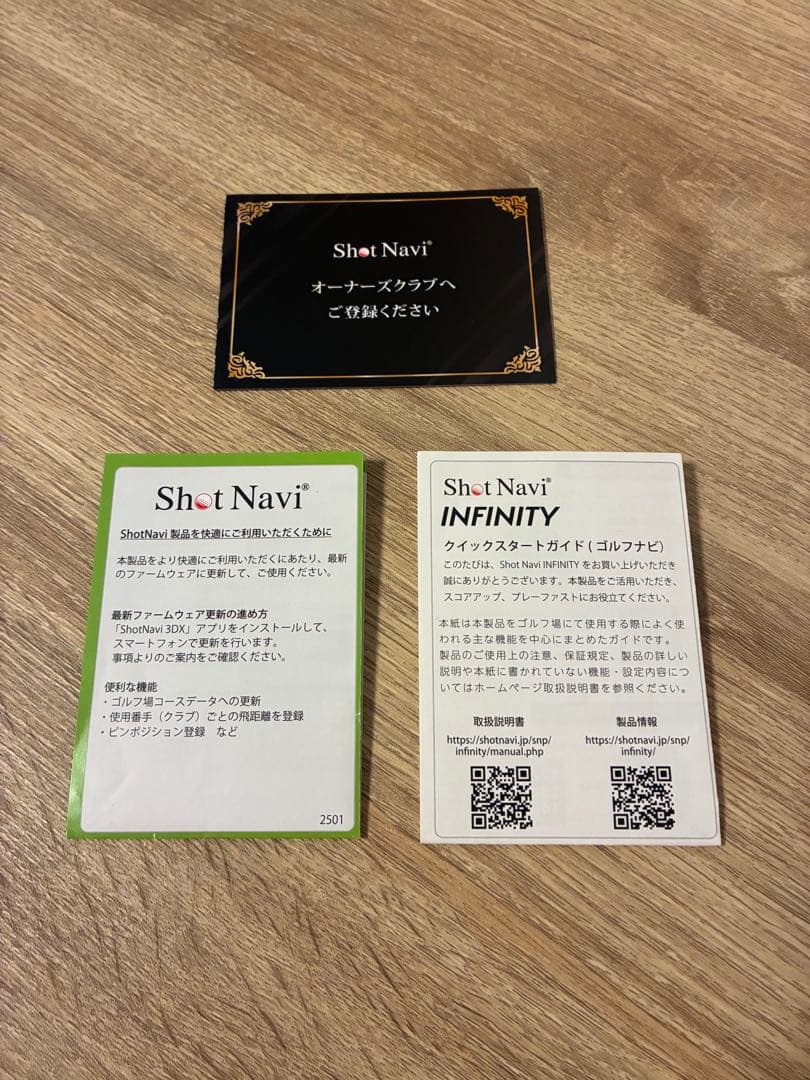 Shot Navi®
オーナーズクラブへ
ご登録ください
Shot Navi®
ShotNavi 製品を快適にご利用いただくために
本製品をより快適にご利用いただくにあたり、最新
のファームウェアに更新して、ご使用ください。
最新ファームウェア更新の進め方
「ShotNavi 3DX」アプリをインストールして、
スマートフォンで更新を行います。
事項よりのご案内をご確認ください。
便利な機能
・ゴルフ場コースデータへの更新
・使用番手（クラブ）ごとの飛距離を登録
・ピンポジション登録　など
2501
Shot Navi®
INFINITY
クイックスタートガイド ( ゴルフナビ)
このたびは、Shot Navi INFINITY をお買い上げいただき
誠にありがとうございます。本製品をご活用いただき、
スコアアップ、プレーファストにお役立てください。
本紙は本製品をゴルフ場にて使用する際によく使
われる主な機能を中心にまとめたガイドです。
製品のご使用上の注意、保証規定、製品の詳しい
説明や本紙に書かれていない機能・設定内容につ
いてはホームページ取扱説明書を参照ください。
取扱説明書
https://shotnavi.jp/snp/
infinity/manual.php
製品情報
https://shotnavi.jp/snp/
infinity/